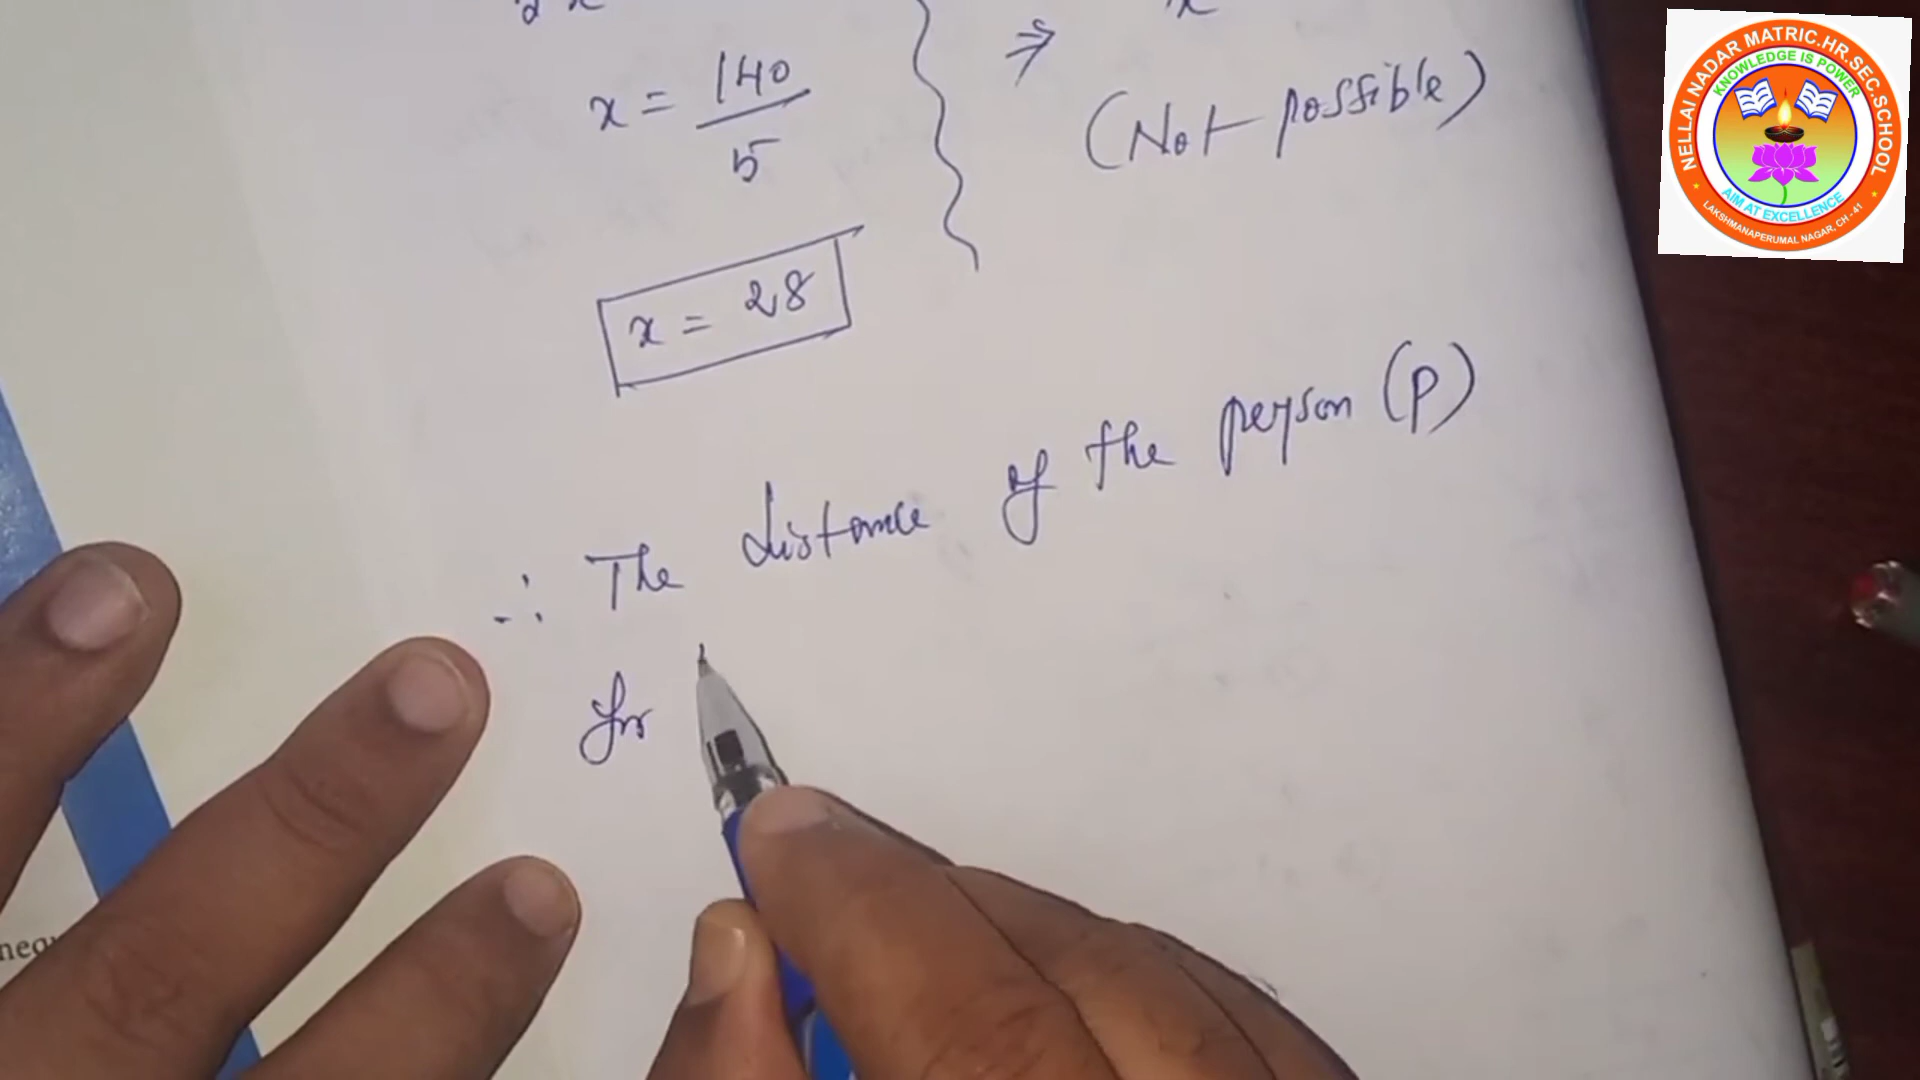 x = 140/5
⇒
(Not possible)
x = 28
∴ The distance of the person (P)
for
NELLAI NADAR MATRIC.HR.SEC.SCHOOL
KNOWLEDGE IS POWER
AIM AT EXCELLENCE
LAKSHMANAPERUMAL NAGAR, CH - 41